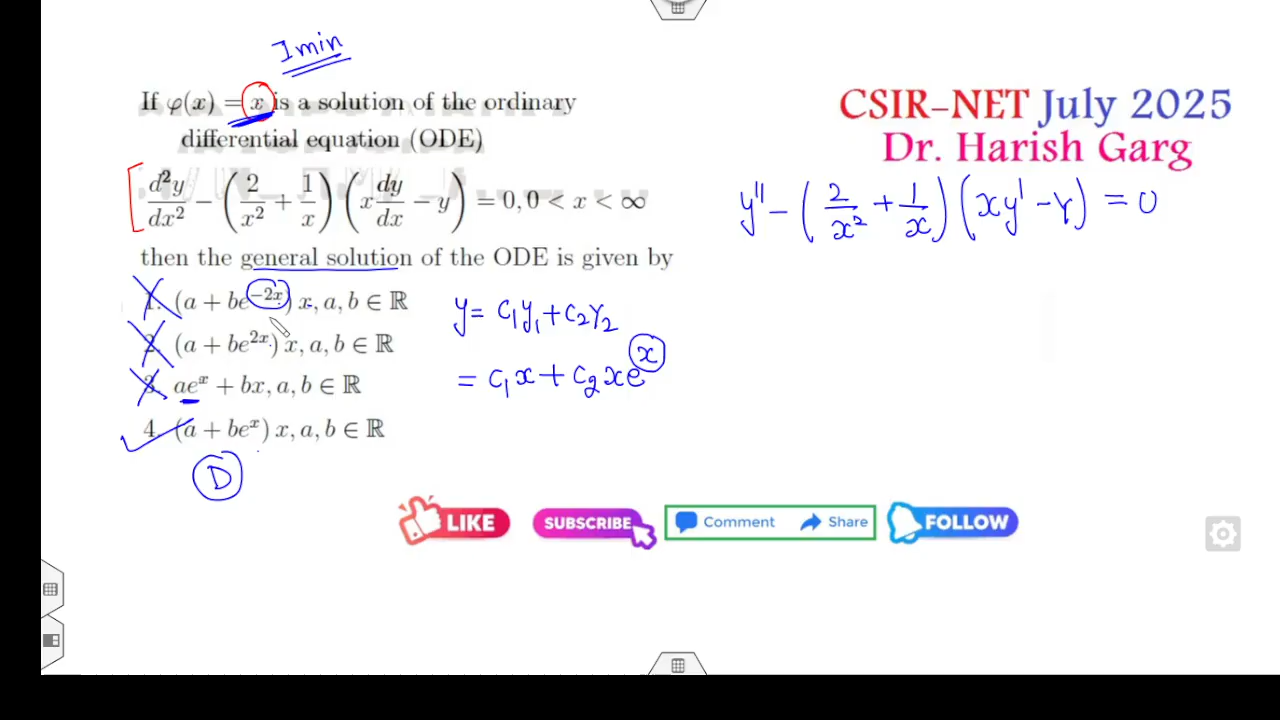 1 min
If φ(x) = x is a solution of the ordinary
differential equation (ODE)
d²y/dx² − (2/x² + 1/x)(x dy/dx − y) = 0, 0 < x < ∞
then the general solution of the ODE is given by
1. (a + be^{−2x}) x, a, b ∈ ℝ
2. (a + be^{2x}) x, a, b ∈ ℝ
3. ae^x + bx, a, b ∈ ℝ
4. (a + be^x) x, a, b ∈ ℝ
D
y = c₁y₁ + c₂y₂
= c₁x + c₂xe^x
CSIR-NET July 2025
Dr. Harish Garg
y'' − (2/x² + 1/x)(xy' − y) = 0
LIKE
SUBSCRIBE
Comment
Share
FOLLOW